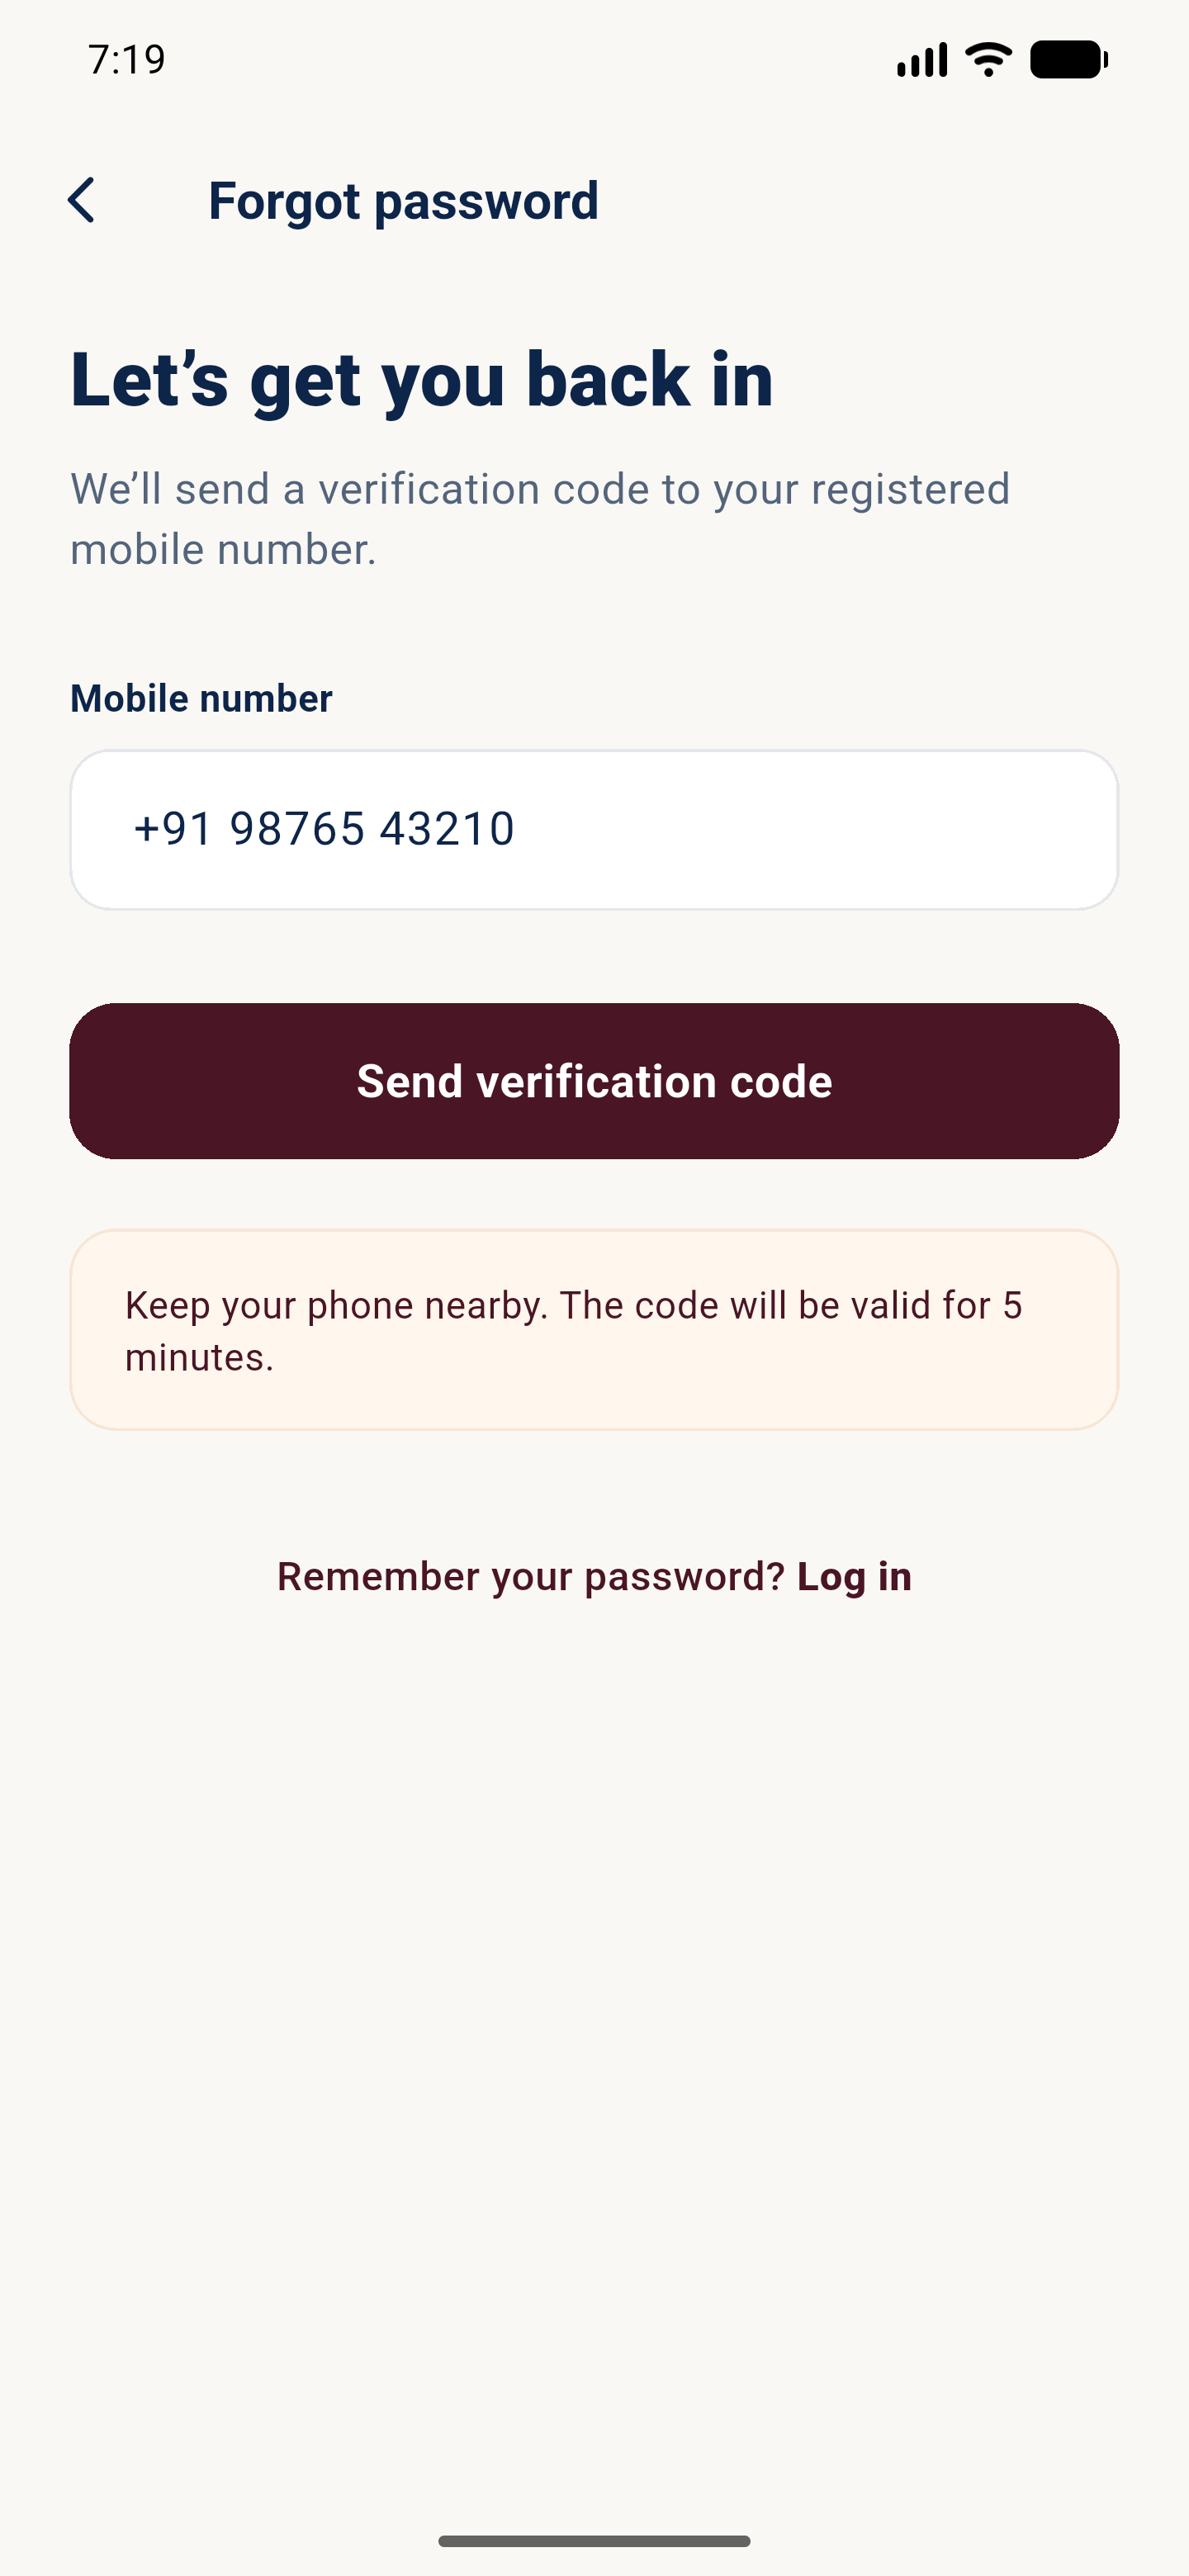 7:19
Forgot password
Let’s get you back in
We’ll send a verification code to your registered
mobile number.
Mobile number
+91 98765 43210
Send verification code
Keep your phone nearby. The code will be valid for 5
minutes.
Remember your password? Log in